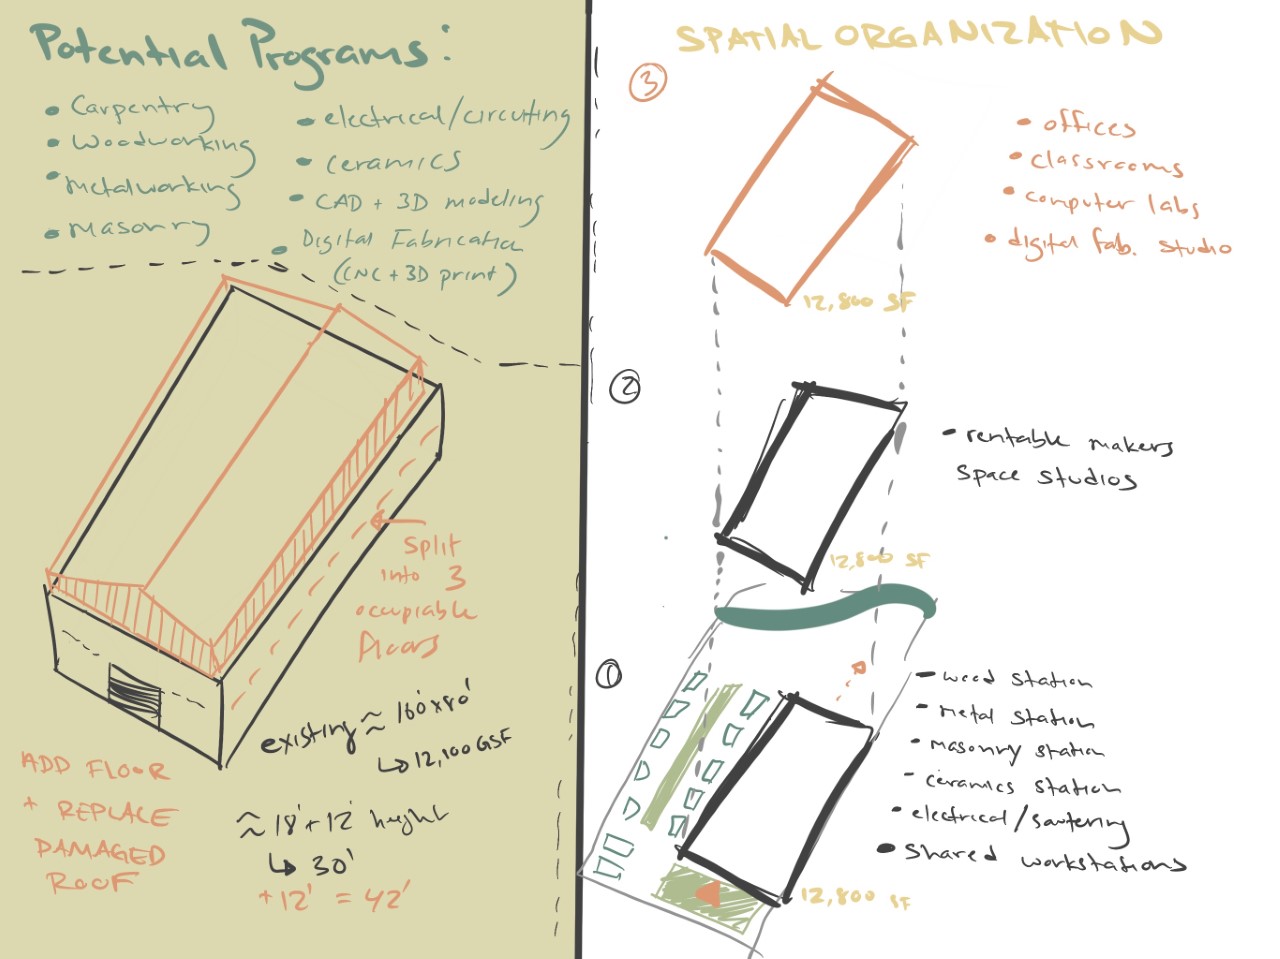 Potential Programs:
• Carpentry
• Woodworking
• Metalworking
• Masonry
• electrical/circuting
• ceramics
• CAD + 3D modeling
• Digital Fabrication
(CNC + 3D print)
split
into 3
occupiable
floors
existing ≈ 160'x80'
↳ 12,100 GSF
≈ 18' + 12' height
↳ 30'
+12' = 42'
ADD FLOOR
+ REPLACE
DAMAGED
ROOF
SPATIAL ORGANIZATION
3
• offices
• classrooms
• computer labs
• digital fab. studio
12,800 SF
2
• rentable makers
space studios
12,800 SF
1
- wood station
- metal station
• masonry station
- ceramics station
• electrical/sautering
• shared workstations
12,800 SF